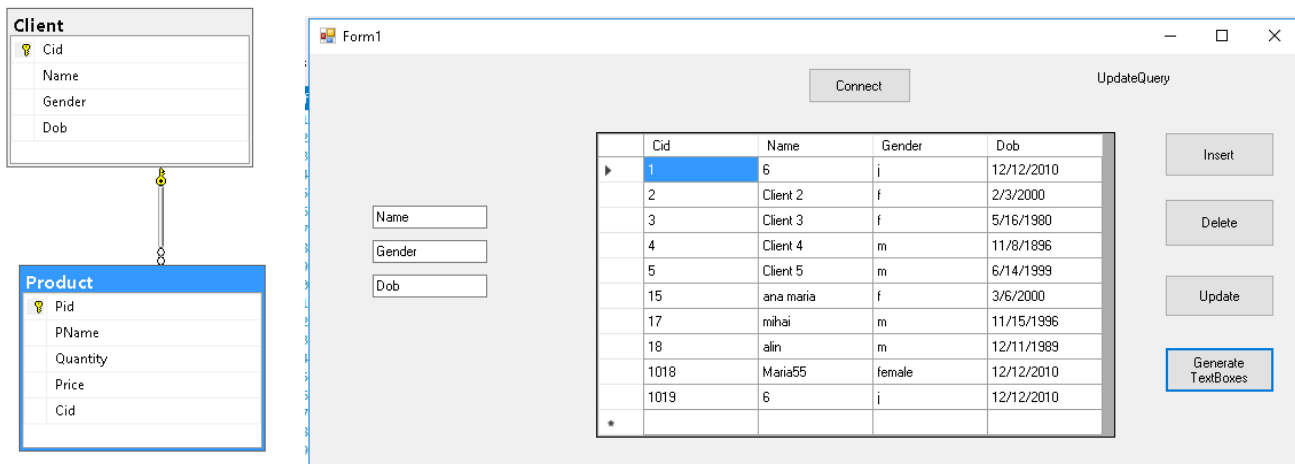 Client
Cid
Name
Gender
Dob
Product
Pid
PName
Quantity
Price
Cid
Form1
Connect
UpdateQuery
Name
Gender
Dob
Cid Name Gender Dob
1 6 j 12/12/2010
2 Client 2 f 2/3/2000
3 Client 3 f 5/16/1980
4 Client 4 m 11/8/1896
5 Client 5 m 6/14/1999
15 ana maria f 3/6/2000
17 mihai m 11/15/1996
18 alin m 12/11/1989
1018 Maria55 female 12/12/2010
1019 6 j 12/12/2010
Insert
Delete
Update
Generate
TextBoxes